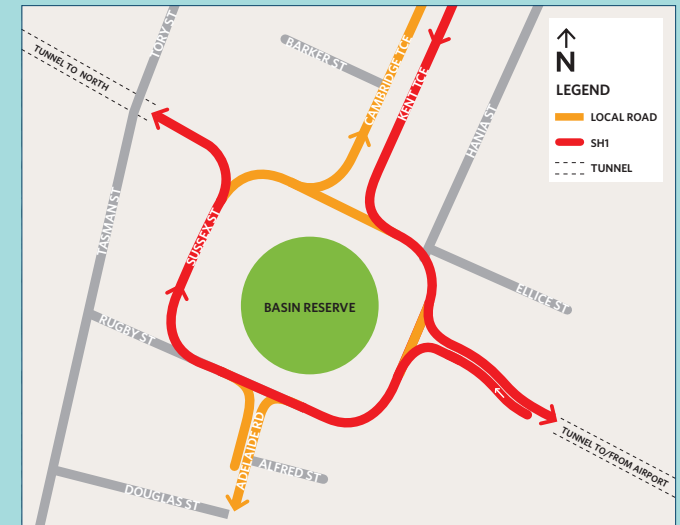 TORY ST
TUNNEL TO NORTH
BARKER ST
CAMBRIDGE TCE
KENT TCE
HANIA ST
N
LEGEND
LOCAL ROAD
SH1
TUNNEL
TASMAN ST
SUSSEX ST
BASIN RESERVE
ELLICE ST
RUGBY ST
ADELAIDE RD
ALFRED ST
DOUGLAS ST
TUNNEL TO/FROM AIRPORT